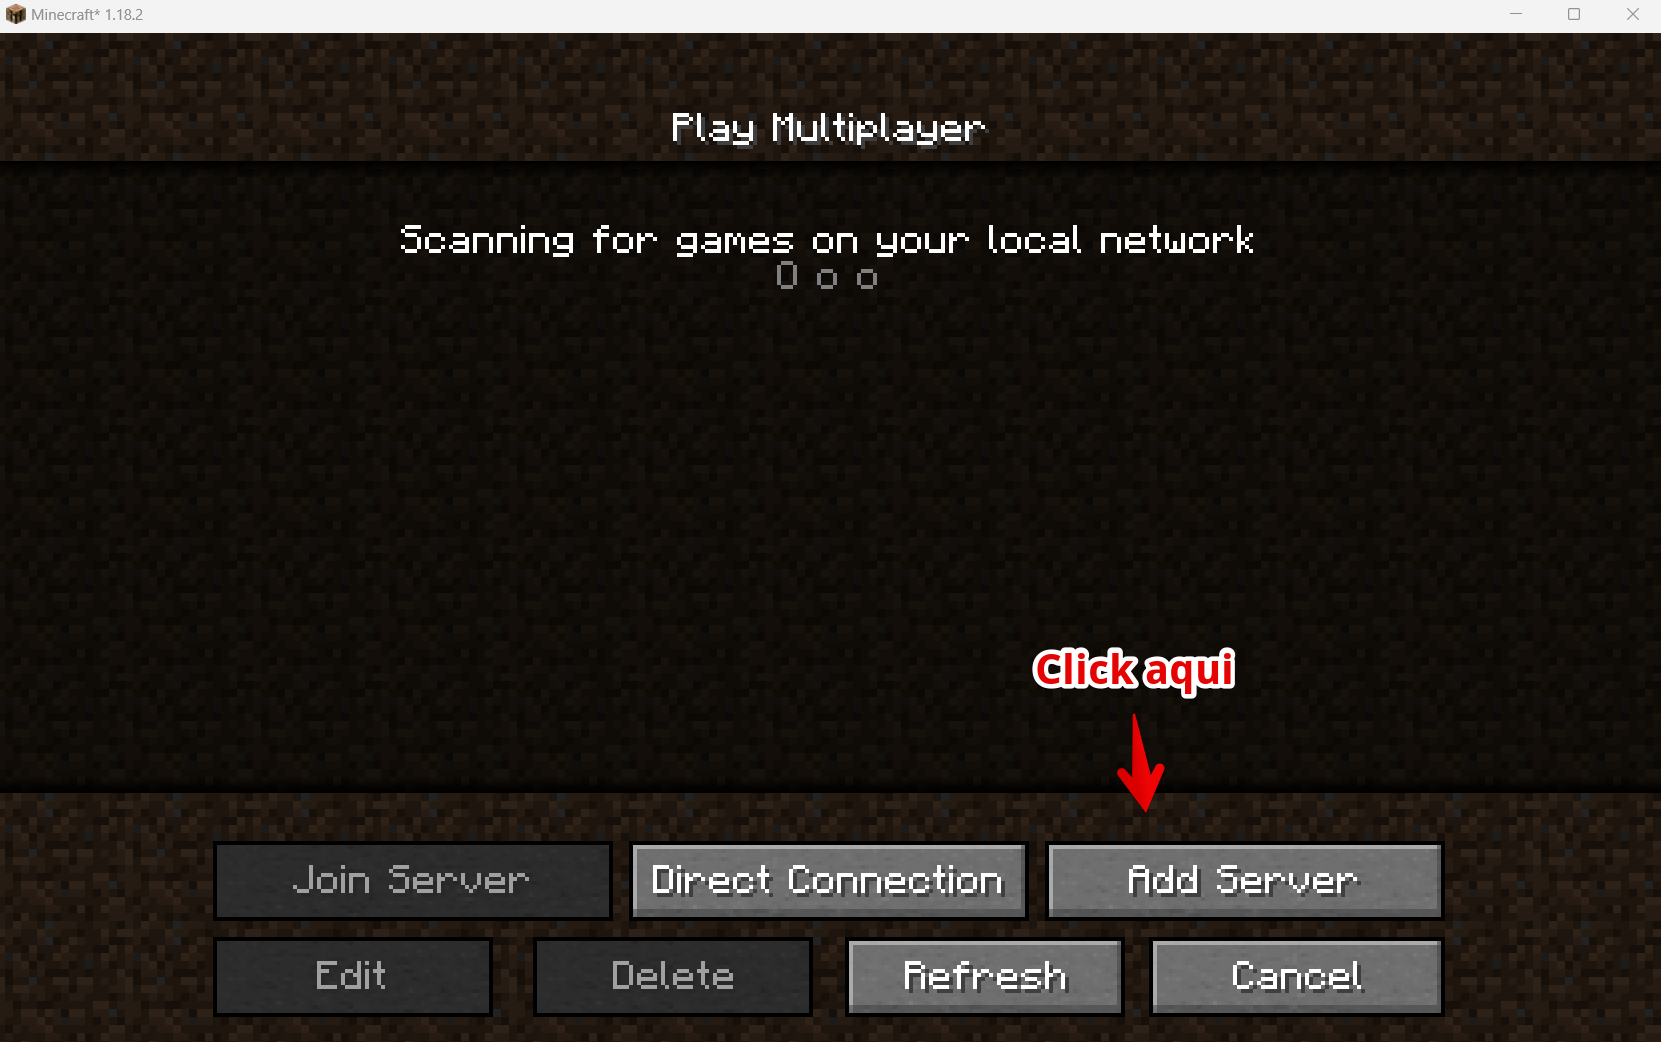 Minecraft* 1.18.2
Play Multiplayer
Scanning for games on your local network
O o o
Click aqui
Join Server
Direct Connection
Add Server
Edit
Delete
Refresh
Cancel